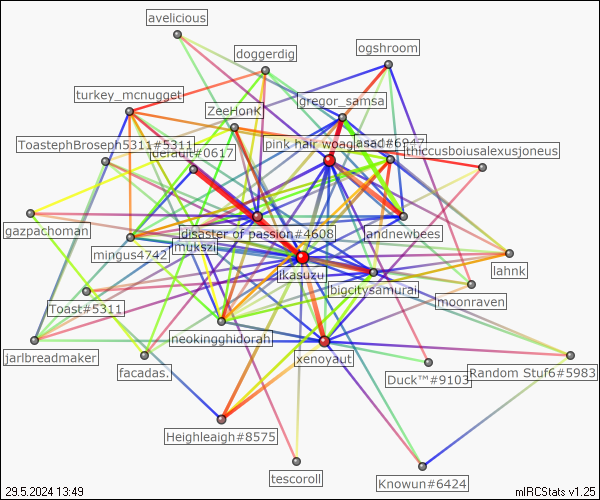 avelicious
ogshroom
doggerdig
turkey_mcnugget
gregor_samsa
ZeeHonK
ToastephBroseph5311#5311
pink hair woag
asad#6947
thiccusboiusalexusjoneus
default#0617
gazpachoman
disaster of passion#4608
jandnewbees
mingus4742
mukszi
ikasuzu
lahnk
bigcitysamurai
moonraven
Toast#5311
neokingghidorah
jarlbreadmaker
facadas.
xenoyaut
Duck™#9103
Random Stuf6#5983
Heighleaigh#8575
tescoroll
Knowun#6424
29.5.2024 13:49
mIRCStats v1.25